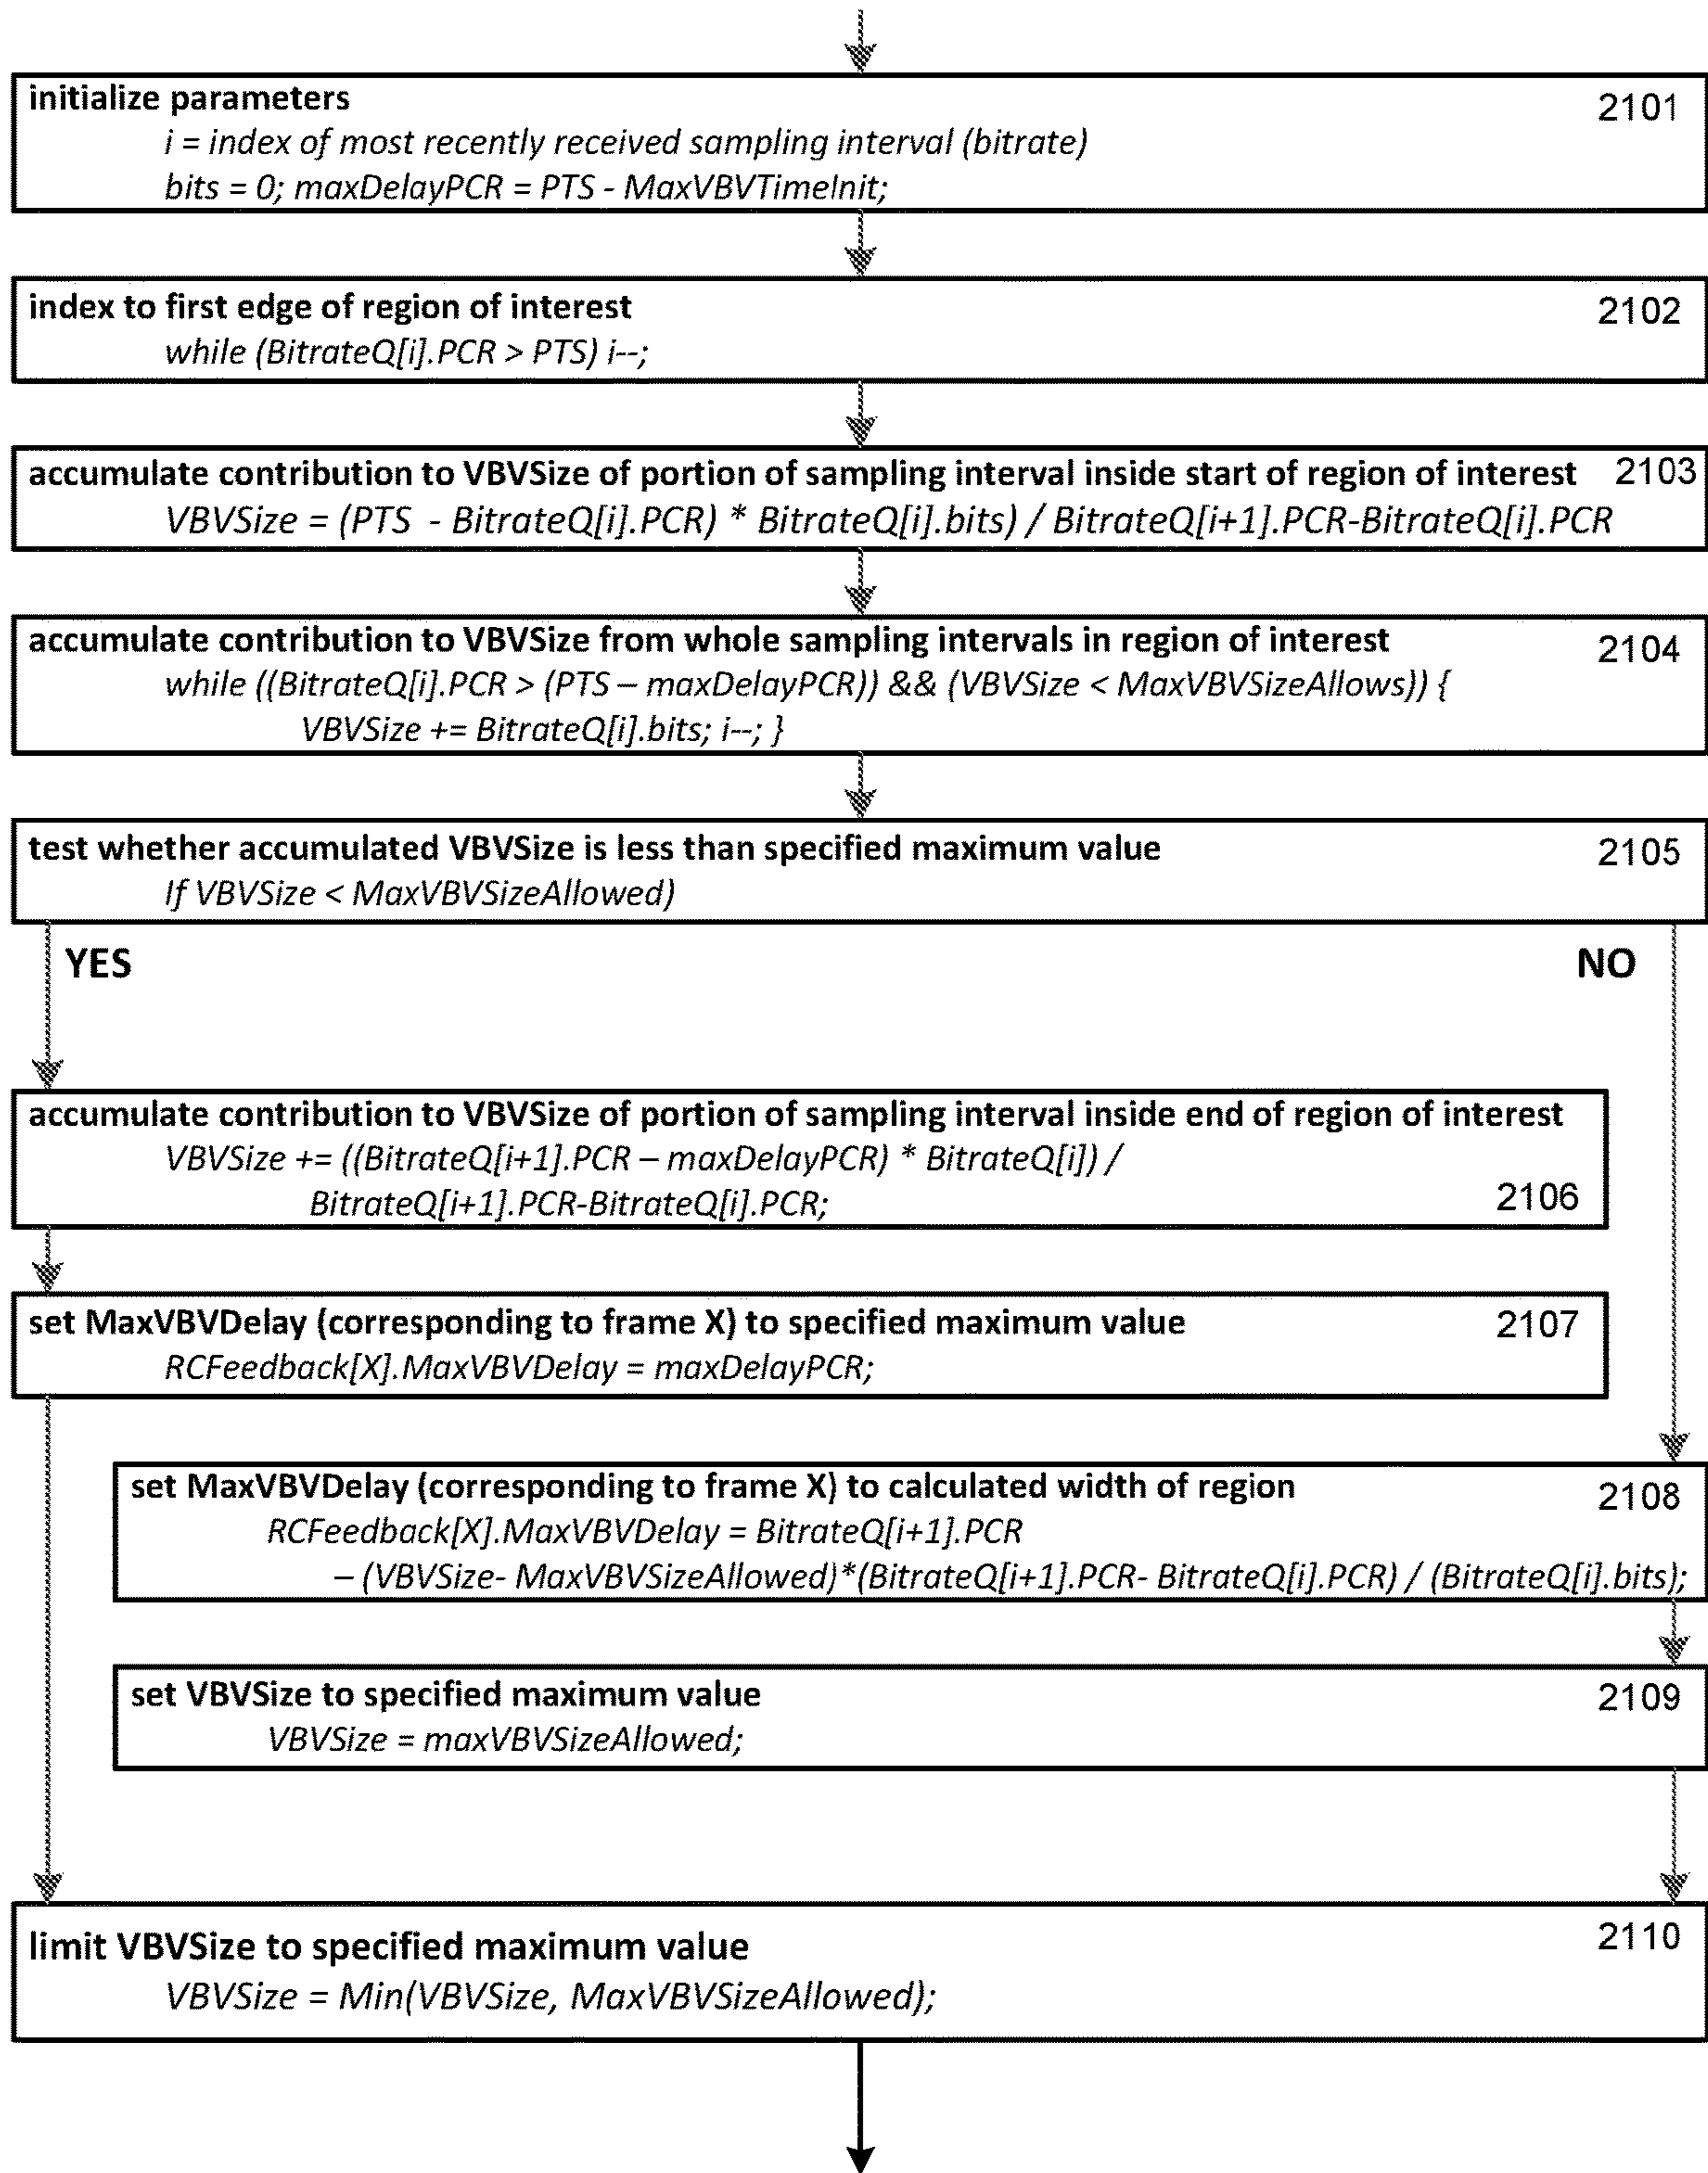 initialize parameters 2101
i = index of most recently received sampling interval (bitrate)
bits = 0; maxDelayPCR = PTS - MaxVBVTimeInit;
index to first edge of region of interest 2102
while (BitrateQ[i].PCR > PTS) i--;
accumulate contribution to VBVSize of portion of sampling interval inside start of region of interest 2103
VBVSize = (PTS - BitrateQ[i].PCR) * BitrateQ[i].bits) / BitrateQ[i+1].PCR-BitrateQ[i].PCR
accumulate contribution to VBVSize from whole sampling intervals in region of interest 2104
while ((BitrateQ[i].PCR > (PTS – maxDelayPCR)) && (VBVSize < MaxVBVSizeAllows)) {
VBVSize += BitrateQ[i].bits; i--; }
test whether accumulated VBVSize is less than specified maximum value 2105
If VBVSize < MaxVBVSizeAllowed)
YES NO
accumulate contribution to VBVSize of portion of sampling interval inside end of region of interest
VBVSize += ((BitrateQ[i+1].PCR – maxDelayPCR) * BitrateQ[i]) /
BitrateQ[i+1].PCR-BitrateQ[i].PCR; 2106
set MaxVBVDelay (corresponding to frame X) to specified maximum value 2107
RCFeedback[X].MaxVBVDelay = maxDelayPCR;
set MaxVBVDelay (corresponding to frame X) to calculated width of region 2108
RCFeedback[X].MaxVBVDelay = BitrateQ[i+1].PCR
– (VBVSize- MaxVBVSizeAllowed)*(BitrateQ[i+1].PCR- BitrateQ[i].PCR) / (BitrateQ[i].bits);
set VBVSize to specified maximum value 2109
VBVSize = maxVBVSizeAllowed;
limit VBVSize to specified maximum value 2110
VBVSize = Min(VBVSize, MaxVBVSizeAllowed);